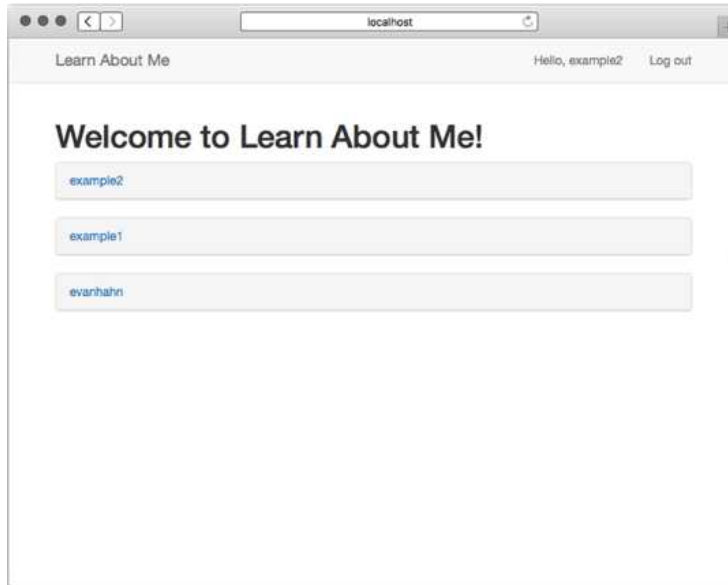 localhost
Learn About Me Hello, example2 Log out
Welcome to Learn About Me!
example2
example1
evanhahn